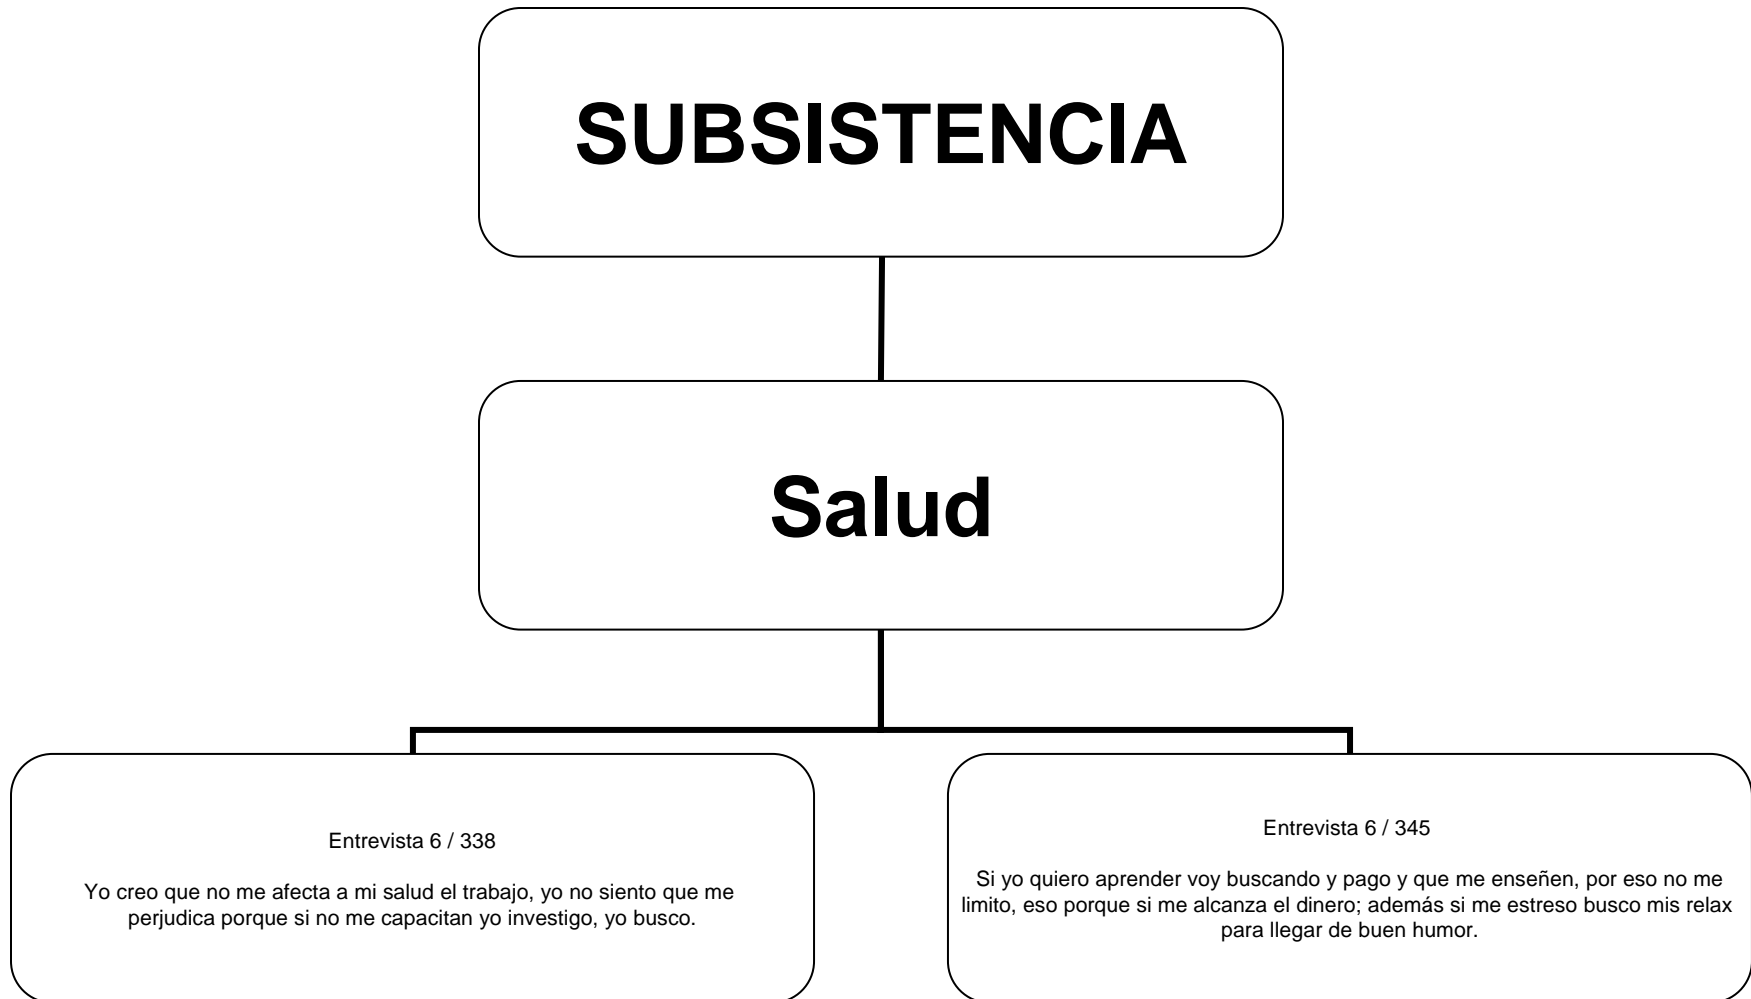 SUBSISTENCIA
Salud
Entrevista 6 / 338
Yo creo que no me afecta a mi salud el trabajo, yo no siento que me
perjudica porque si no me capacitan yo investigo, yo busco.
Entrevista 6 / 345
Si yo quiero aprender voy buscando y pago y que me enseñen, por eso no me
limito, eso porque si me alcanza el dinero; además si me estreso busco mis relax
para llegar de buen humor.